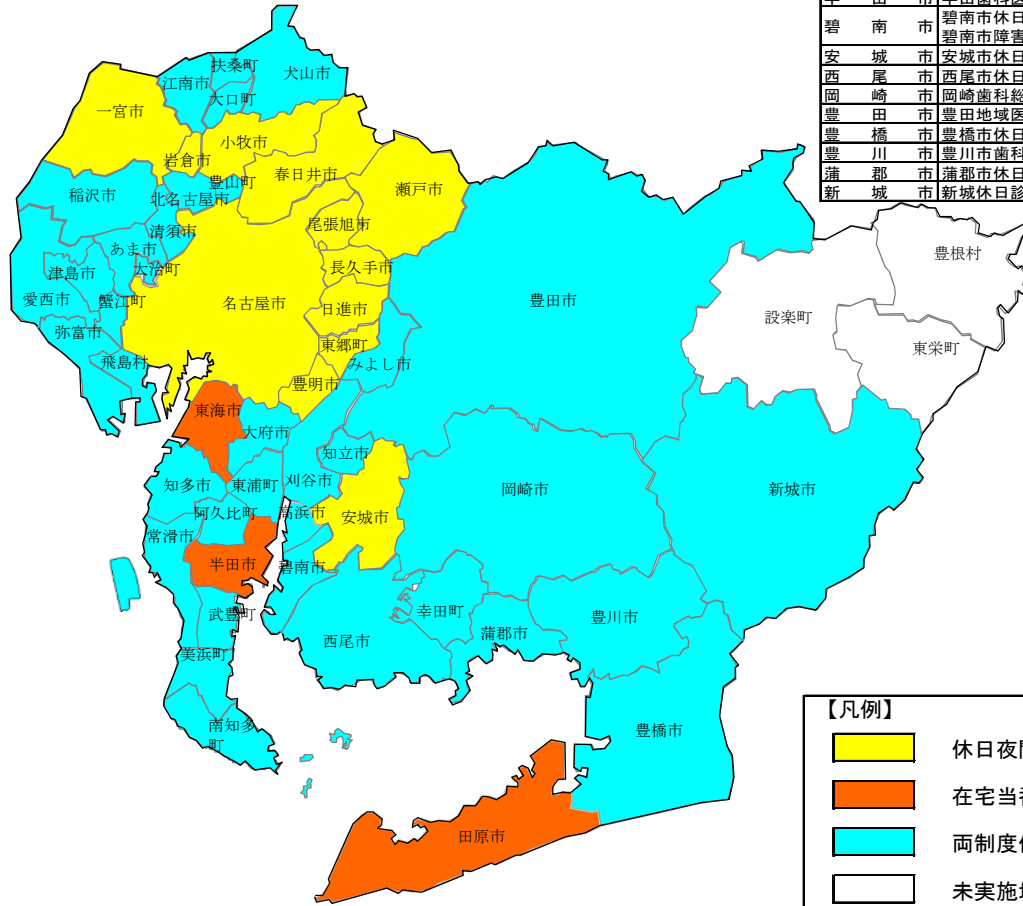 半田市 半田歯科医
碧南市 碧南市休日
碧南市障害
安城市 安城市休日
西尾市 西尾市休日
岡崎市 岡崎歯科総
豊田市 豊田地域医
豊橋市 豊橋市休日
豊川市 豊川市歯科
蒲郡市 蒲郡市休日
新城市 新城休日診
扶桑町
犬山市
江南市
大口町
一宮市
小牧市
岩倉市
豊山町
春日井市
瀬戸市
稲沢市
北名古屋市
清須市
尾張旭市
あま市
大治町
津島市
長久手市
愛西市
蟹江町
名古屋市
日進市
弥富市
東郷町
飛島村
みよし市
豊明市
豊田市
設楽町
豊根村
東栄町
東海市
大府市
知立市
知多市
東浦町
刈谷市
岡崎市
新城市
阿久比町
高浜市
安城市
常滑市
半田市
碧南市
武豊町
幸田町
豊川市
西尾市
蒲郡市
美浜町
南知多
町
豊橋市
田原市
【凡例】
休日夜間
在宅当番
両制度併
未実施地